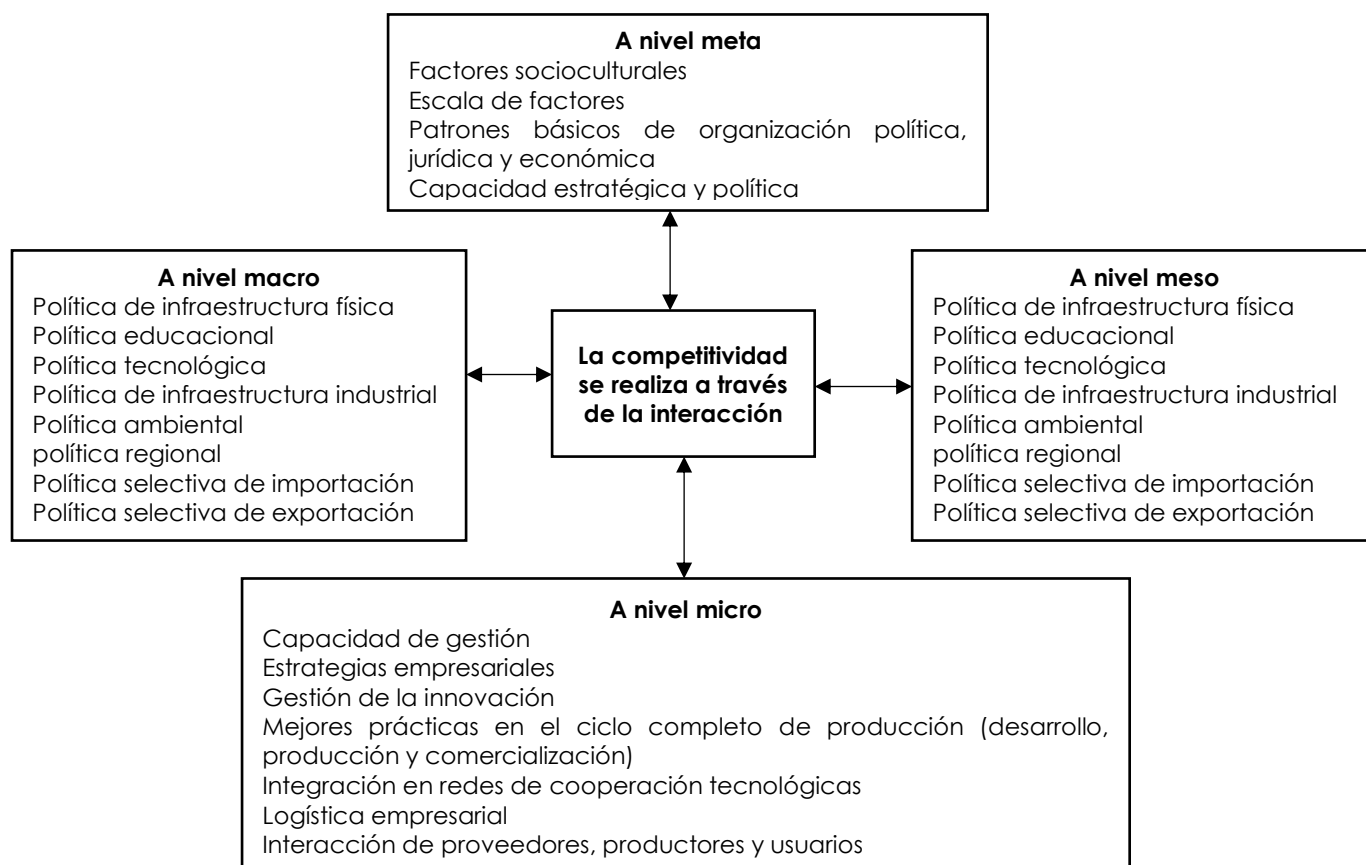 A nivel meta
Factores socioculturales
Escala de factores
Patrones básicos de organización política,
jurídica y económica
Capacidad estratégica y política
A nivel macro
Política de infraestructura física
Política educacional
Política tecnológica
Política de infraestructura industrial
Política ambiental
política regional
Política selectiva de importación
Política selectiva de exportación
La competitividad
se realiza a través
de la interacción
A nivel meso
Política de infraestructura física
Política educacional
Política tecnológica
Política de infraestructura industrial
Política ambiental
política regional
Política selectiva de importación
Política selectiva de exportación
A nivel micro
Capacidad de gestión
Estrategias empresariales
Gestión de la innovación
Mejores prácticas en el ciclo completo de producción (desarrollo,
producción y comercialización)
Integración en redes de cooperación tecnológicas
Logística empresarial
Interacción de proveedores, productores y usuarios